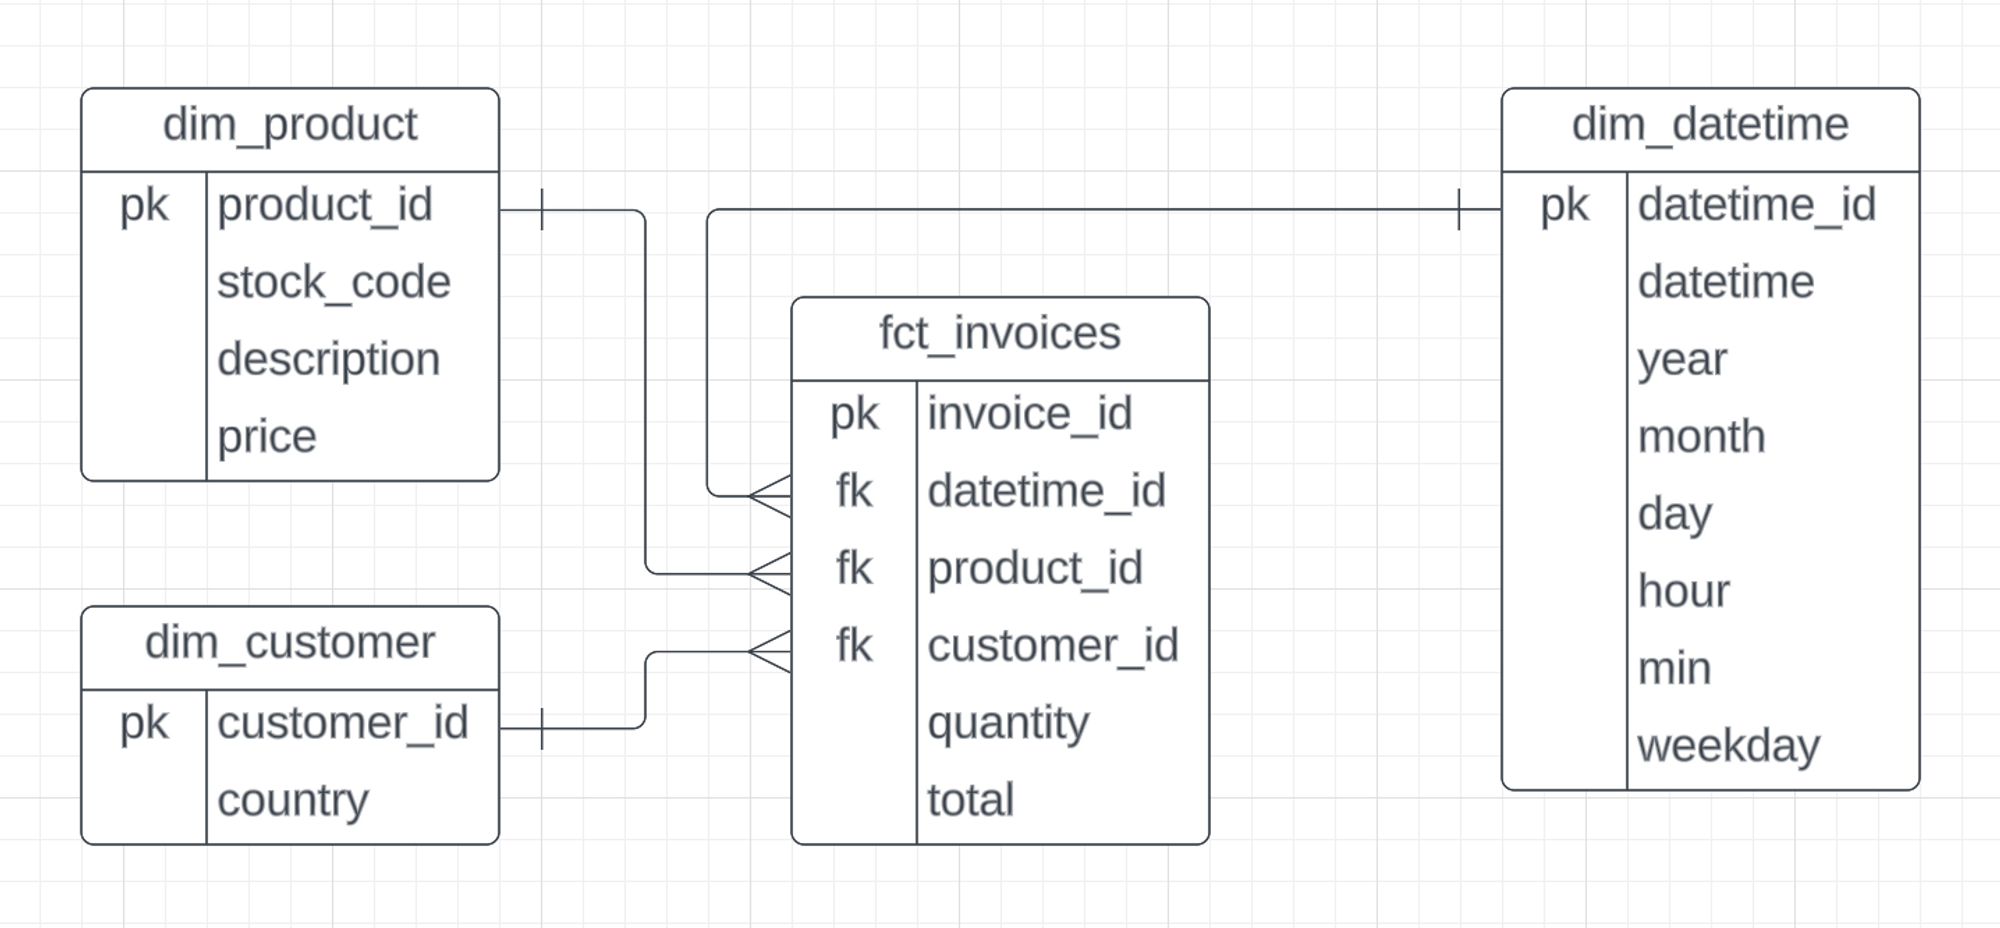 dim_product
pk product_id
stock_code
description
price
dim_customer
pk customer_id
country
fct_invoices
pk invoice_id
fk datetime_id
fk product_id
fk customer_id
quantity
total
dim_datetime
pk datetime_id
datetime
year
month
day
hour
min
weekday